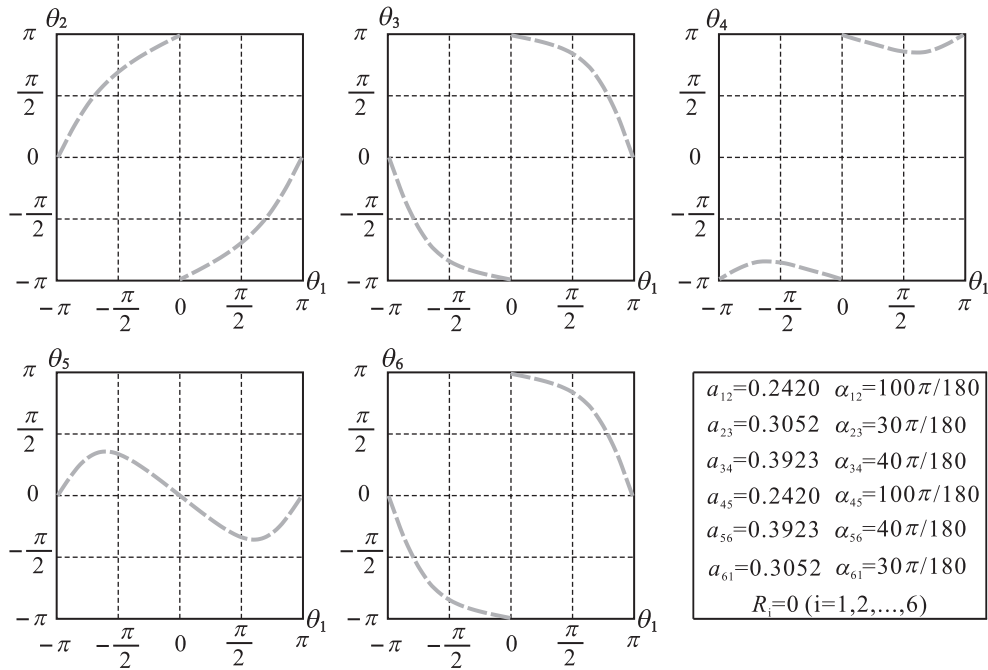 θ2
π
π/2
0
-π/2
-π
-π
-π/2
0
π/2
π
θ1
θ3
π
π/2
0
-π/2
-π
-π
-π/2
0
π/2
π
θ1
θ4
π
π/2
0
-π/2
-π
-π
-π/2
0
π/2
π
θ1
θ5
π
π/2
0
-π/2
-π
-π
-π/2
0
π/2
π
θ1
θ6
π
π/2
0
-π/2
-π
-π
-π/2
0
π/2
π
θ1
a12=0.2420 α12=100π/180
a23=0.3052 α23=30π/180
a34=0.3923 α34=40π/180
a45=0.2420 α45=100π/180
a56=0.3923 α56=40π/180
a61=0.3052 α61=30π/180
Ri=0 (i=1,2,...,6)